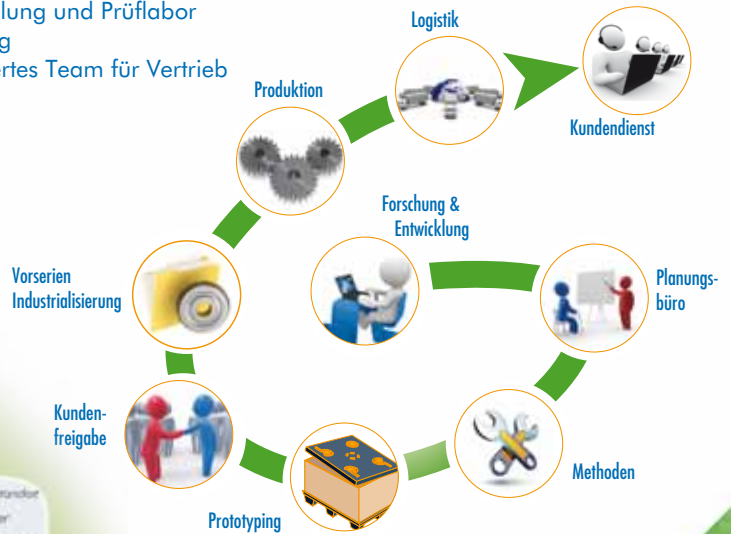 lung und Prüflabor
g
rtes Team für Vertrieb
Logistik
Produktion
Kundendienst
Forschung &
Entwicklung
Vorserien
Industrialisierung
Planungs-
büro
Kunden-
freigabe
Methoden
Prototyping